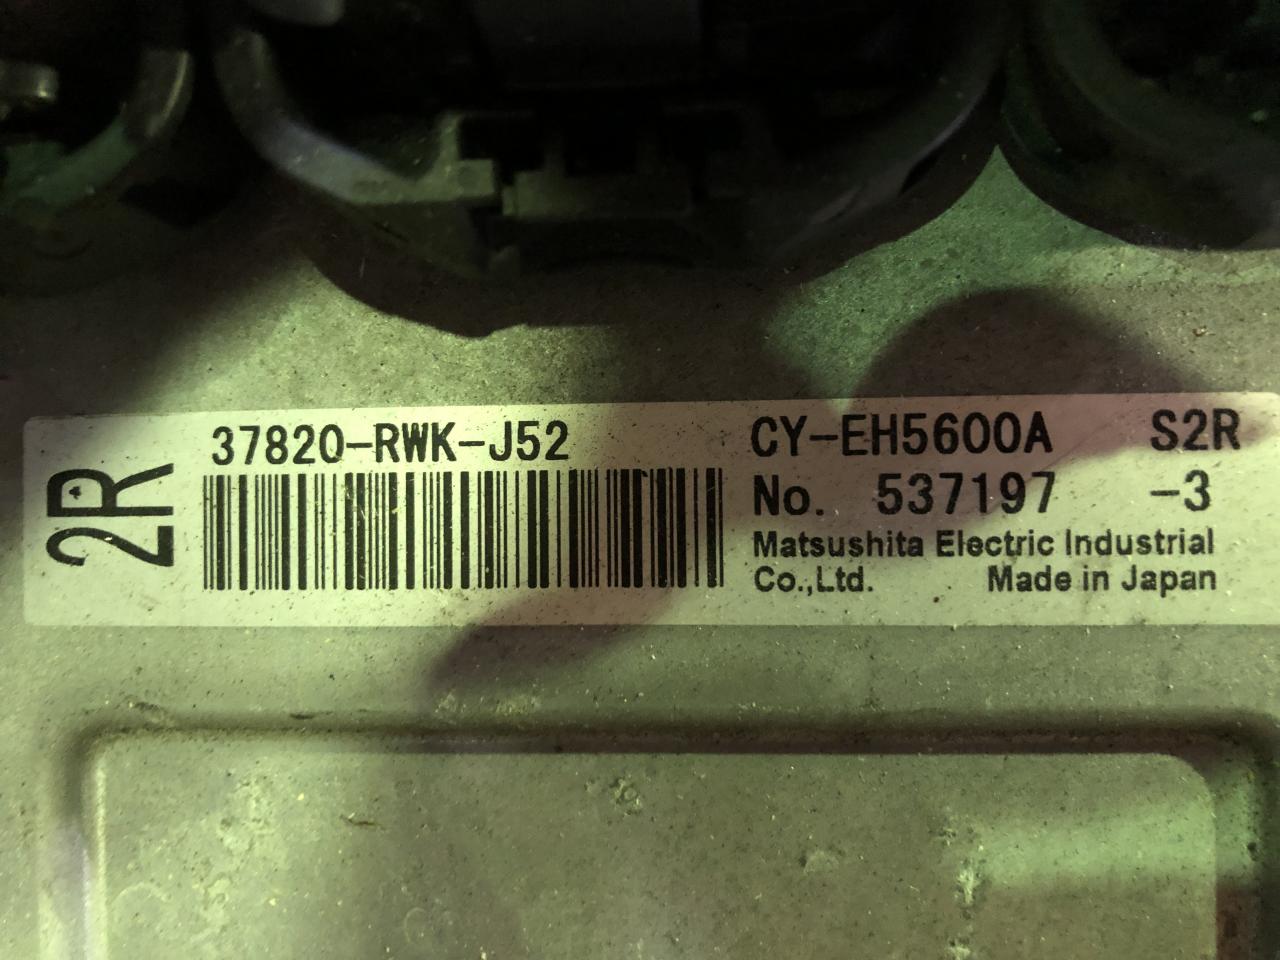 2R
37820-RWK-J52
CY-EH5600A S2R
No. 537197 -3
Matsushita Electric Industrial
Co.,Ltd. Made in Japan